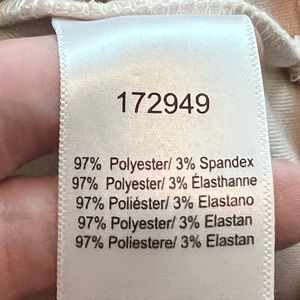 172949
97% Polyester/ 3% Spandex
97% Polyester/ 3% Élasthanne
97% Poliéster/ 3% Elastano
97% Polyester/ 3% Elastan
97% Poliestere/ 3% Elastan